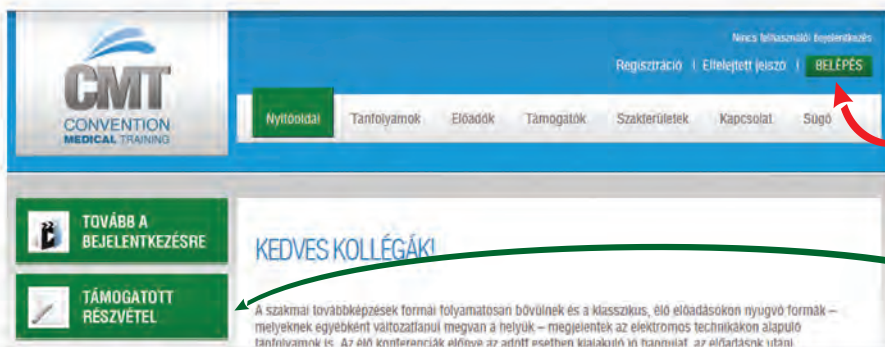 Nincs felhasználói bejelentkezés
Regisztráció | Elfelejtett jelszó | BELÉPÉS
CMT
CONVENTION
MEDICAL TRAINING
Nyitóoldal Tanfolyamok Előadók Támogatók Szakterületek Kapcsolat Súgó
TOVÁBB A
BEJELENTKEZÉSRE
TÁMOGATOTT
RÉSZVÉTEL
KEDVES KOLLÉGÁK!
A szakmai továbbképzések formái folyamatosan bővülnek és a klasszikus, élő előadásokon nyugvó formák –
melyeknek egyébként változatlanul megvan a helyük – megjelentek az elektromos technikákon alapuló
tanfolyamok is. Az élő konferenciák előnye az adott esetben kialakuló jó hangulat, az előadások utáni